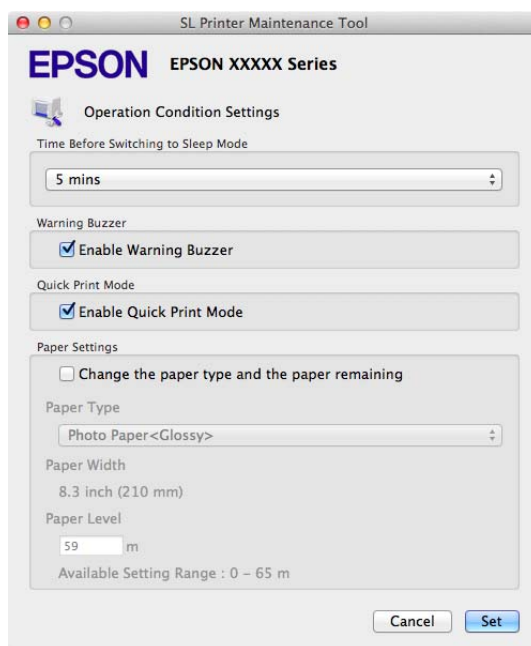 SL Printer Maintenance Tool
EPSON EPSON XXXXX Series
Operation Condition Settings
Time Before Switching to Sleep Mode
5 mins
Warning Buzzer
Enable Warning Buzzer
Quick Print Mode
Enable Quick Print Mode
Paper Settings
Change the paper type and the paper remaining
Paper Type
Photo Paper<Glossy>
Paper Width
8.3 inch (210 mm)
Paper Level
59 m
Available Setting Range : 0 – 65 m
Cancel Set